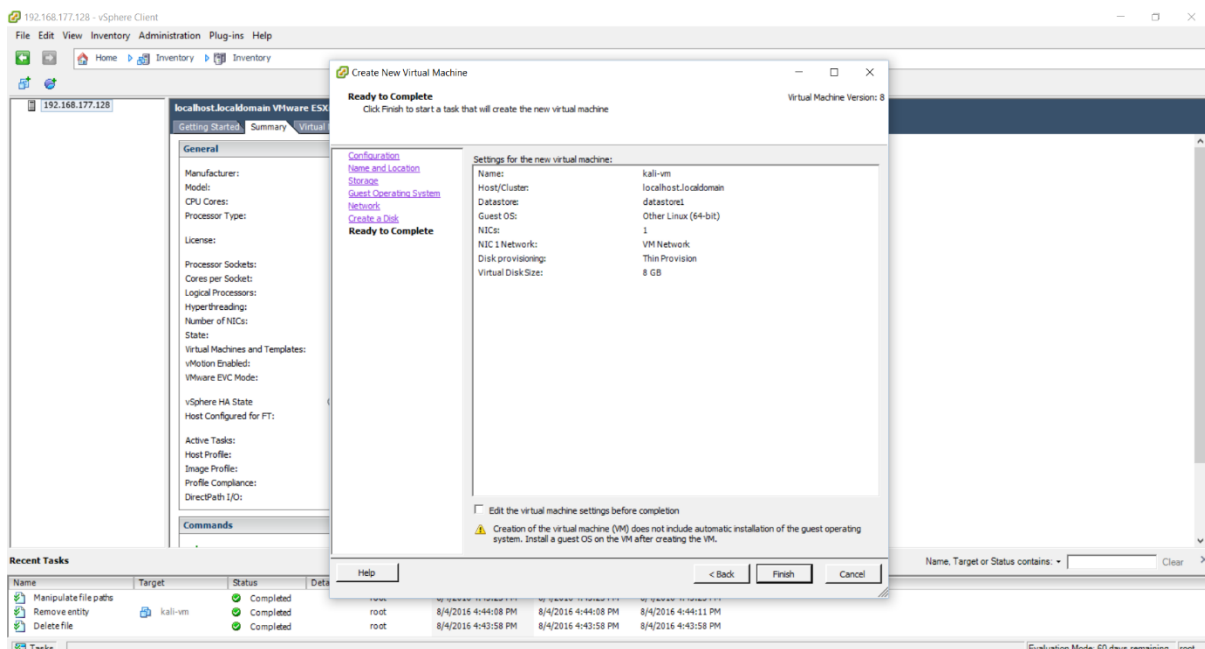 192.168.177.128 - vSphere Client
File Edit View Inventory Administration Plug-ins Help
Home Inventory Inventory
192.168.177.128
localhost.localdomain VMware ESX
Getting Started Summary Virtual
General
Manufacturer:
Model:
CPU Cores:
Processor Type:
License:
Processor Sockets:
Cores per Socket:
Logical Processors:
Hyperthreading:
Number of NICs:
State:
Virtual Machines and Templates:
vMotion Enabled:
VMware EVC Mode:
vSphere HA State
Host Configured for FT:
Active Tasks:
Host Profile:
Image Profile:
Profile Compliance:
DirectPath I/O:
Commands
Create New Virtual Machine
Ready to Complete
Click Finish to start a task that will create the new virtual machine
Virtual Machine Version: 8
Configuration
Name and Location
Storage
Guest Operating System
Network
Create a Disk
Ready to Complete
Settings for the new virtual machine:
Name: kali-vm
Host/Cluster: localhost.localdomain
Datastore: datastore1
Guest OS: Other Linux (64-bit)
NICs: 1
NIC 1 Network: VM Network
Disk provisioning: Thin Provision
Virtual Disk Size: 8 GB
Edit the virtual machine settings before completion
Creation of the virtual machine (VM) does not include automatic installation of the guest operating
system. Install a guest OS on the VM after creating the VM.
Help < Back Finish Cancel
Recent Tasks
Name, Target or Status contains: Clear
Name Target Status Deta
Manipulate file paths Completed root
Remove entity kali-vm Completed root 8/4/2016 4:44:08 PM 8/4/2016 4:44:08 PM 8/4/2016 4:44:11 PM
Delete file Completed root 8/4/2016 4:43:58 PM 8/4/2016 4:43:58 PM 8/4/2016 4:43:58 PM
Tasks Evaluation Mode: 60 days remaining root